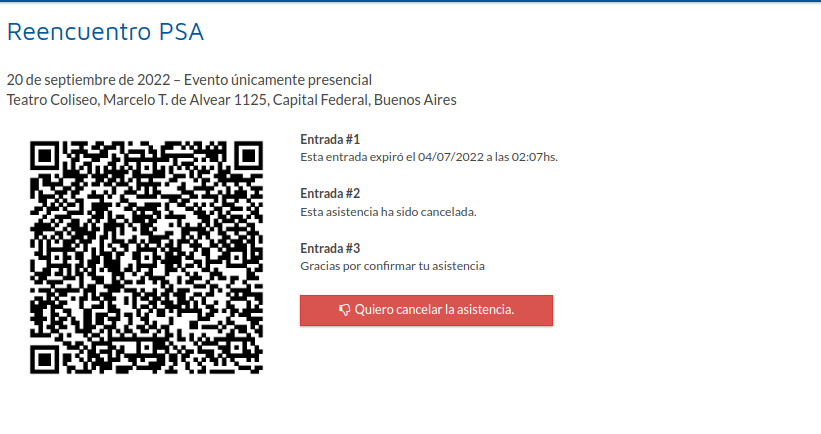 Reencuentro PSA
20 de septiembre de 2022 – Evento únicamente presencial
Teatro Coliseo, Marcelo T. de Alvear 1125, Capital Federal, Buenos Aires
Entrada #1
Esta entrada expiró el 04/07/2022 a las 02:07hs.
Entrada #2
Esta asistencia ha sido cancelada.
Entrada #3
Gracias por confirmar tu asistencia
Quiero cancelar la asistencia.